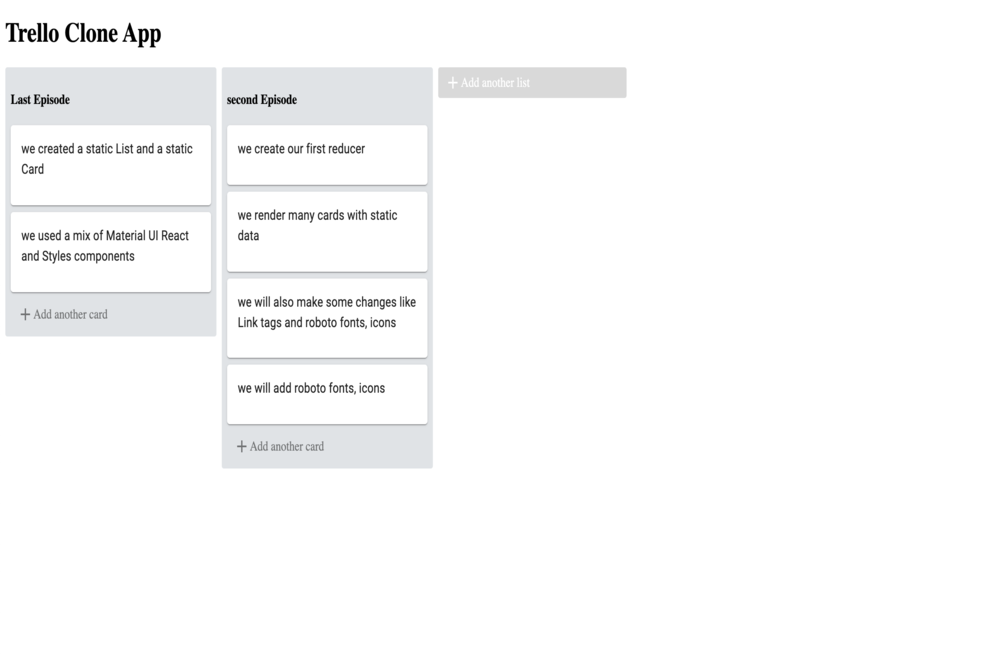 Trello Clone App
Last Episode
we created a static List and a static
Card
we used a mix of Material UI React
and Styles components
+ Add another card
second Episode
we create our first reducer
we render many cards with static
data
we will also make some changes like
Link tags and roboto fonts, icons
we will add roboto fonts, icons
+ Add another card
+ Add another list